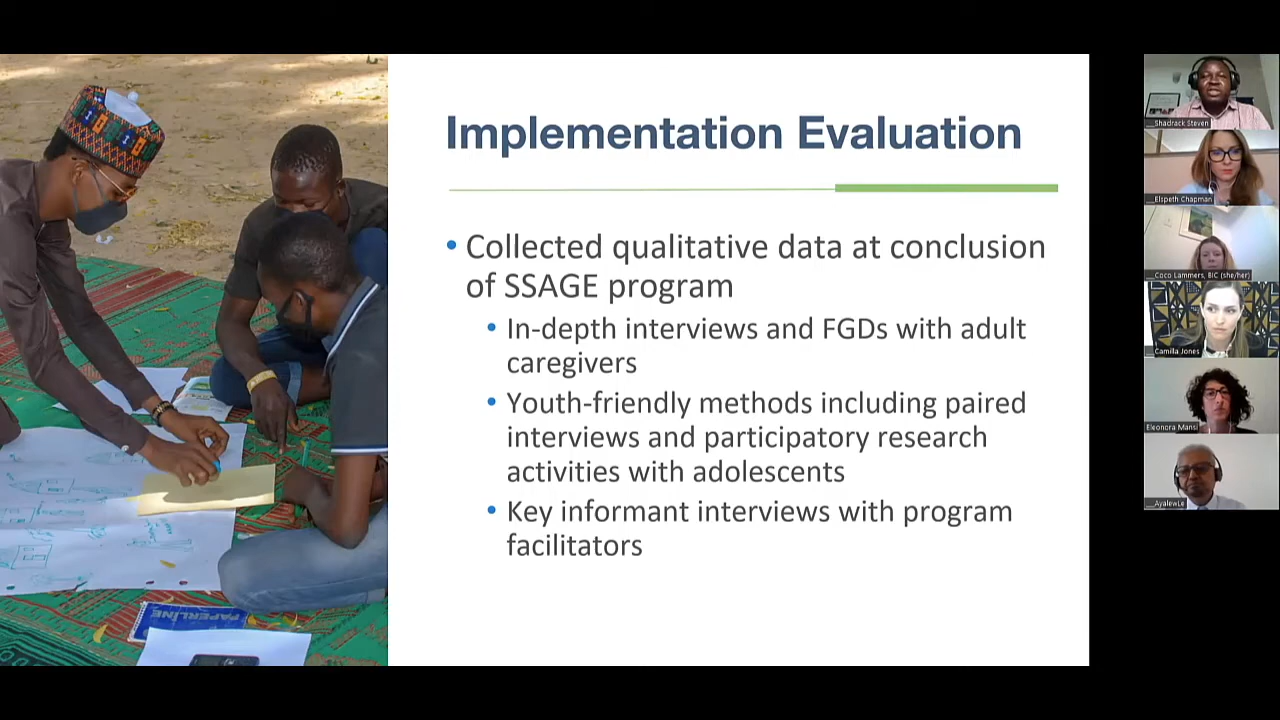 Implementation Evaluation
• Collected qualitative data at conclusion
of SSAGE program
• In-depth interviews and FGDs with adult
caregivers
• Youth-friendly methods including paired
interviews and participatory research
activities with adolescents
• Key informant interviews with program
facilitators
PAPERLINE
Shadrack Steven
Elspeth Chapman
Coco Lammers, BIC (she/her)
Camilla Jones
Eleonora Mansi
AyalewLe